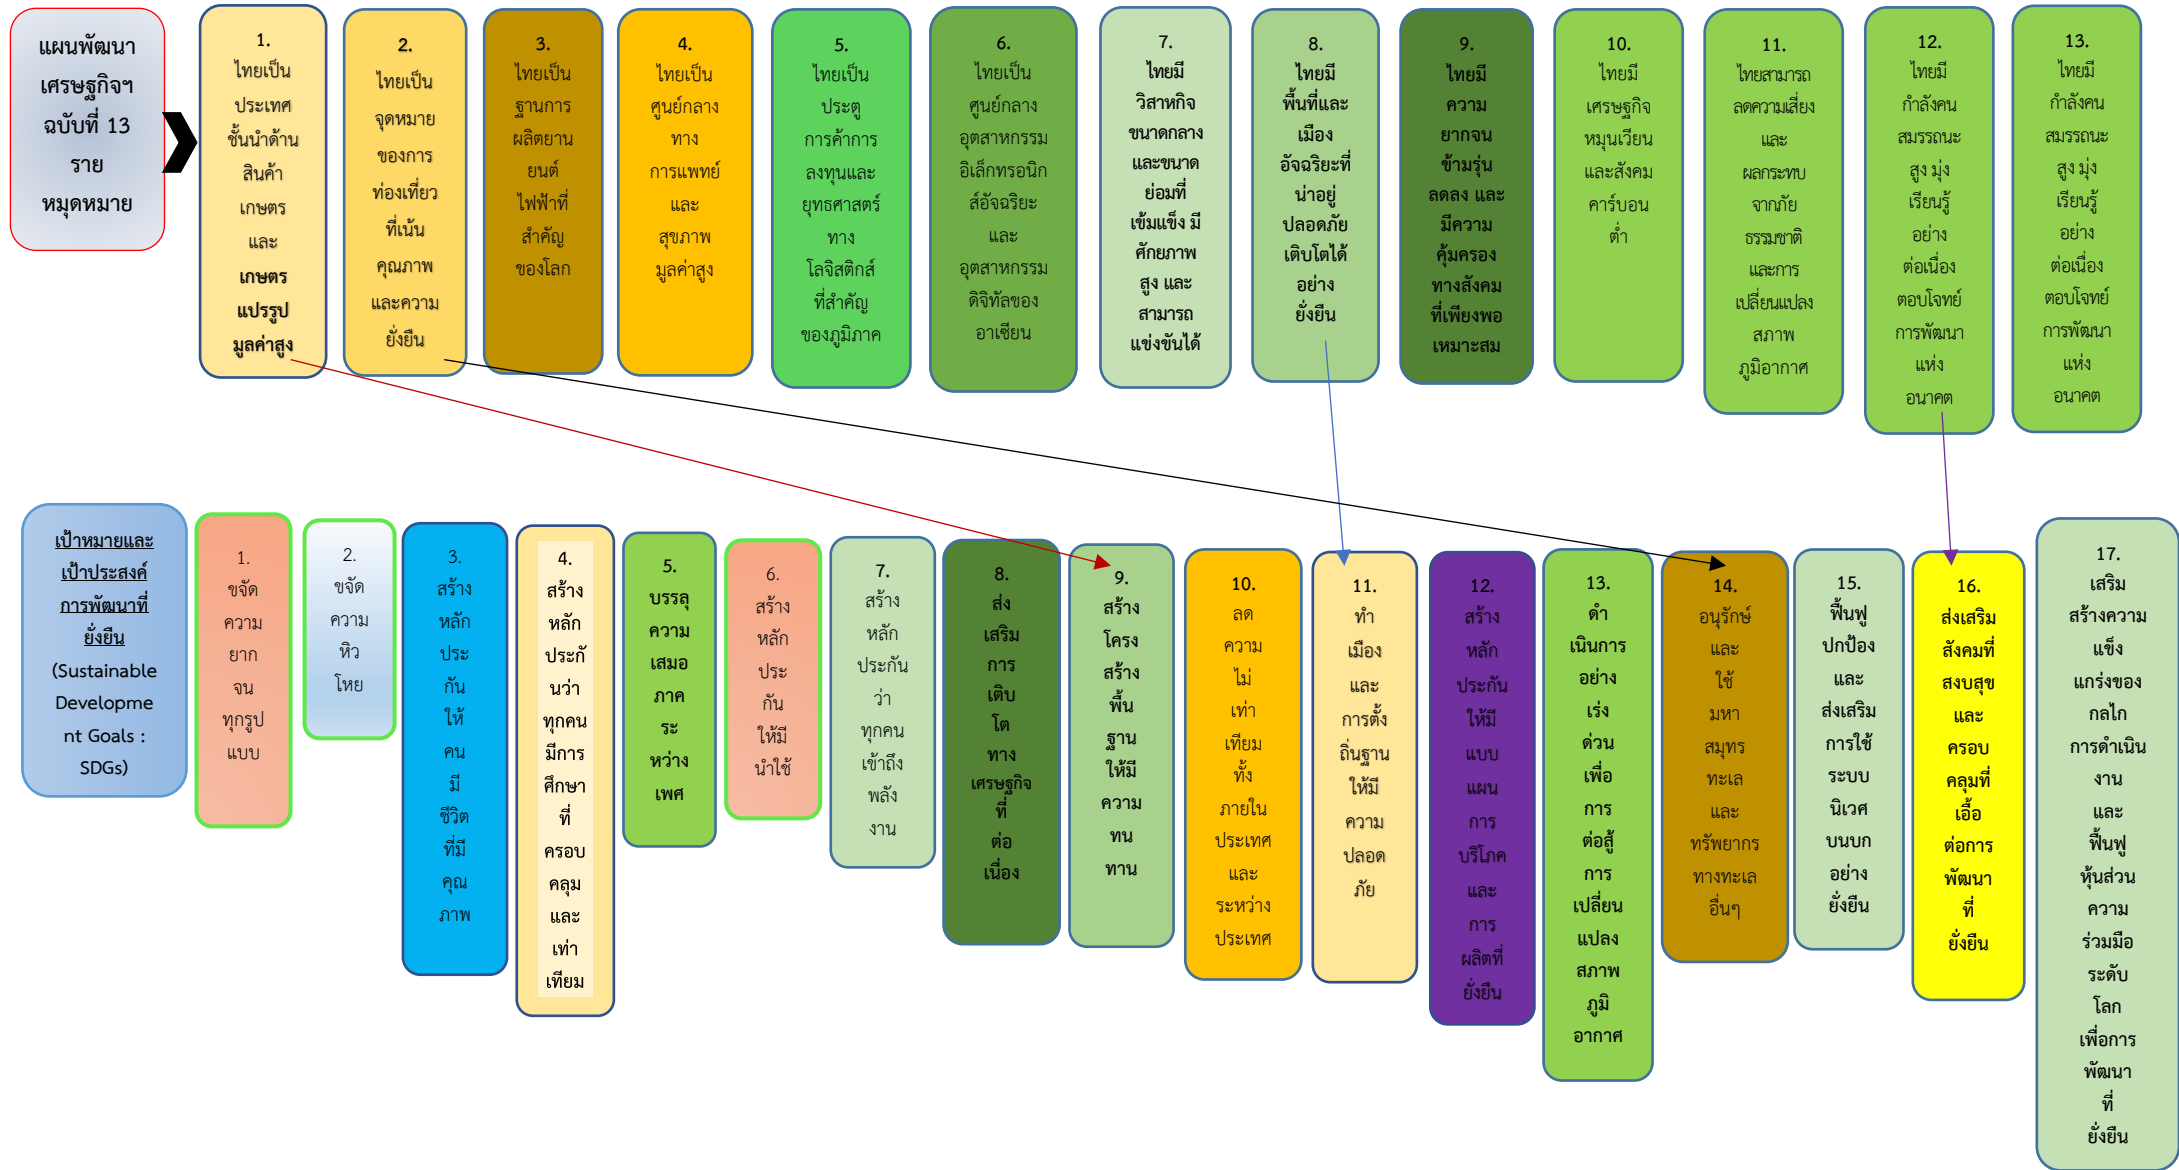 แผนพัฒนา
เศรษฐกิจฯ
ฉบับที่ 13
ราย
หมุดหมาย
1.
ไทยเป็น
ประเทศ
ชั้นนำด้าน
สินค้า
เกษตร
และ
เกษตร
แปรรูป
มูลค่าสูง
2.
ไทยเป็น
จุดหมาย
ของการ
ท่องเที่ยว
ที่เน้น
คุณภาพ
และความ
ยั่งยืน
3.
ไทยเป็น
ฐานการ
ผลิตยาน
ยนต์
ไฟฟ้าที่
สำคัญ
ของโลก
4.
ไทยเป็น
ศูนย์กลาง
ทาง
การแพทย์
และ
สุขภาพ
มูลค่าสูง
5.
ไทยเป็น
ประตู
การค้าการ
ลงทุนและ
ยุทธศาสตร์
ทาง
โลจิสติกส์
ที่สำคัญ
ของภูมิภาค
6.
ไทยเป็น
ศูนย์กลาง
อุตสาหกรรม
อิเล็กทรอนิก
ส์อัจฉริยะ
และ
อุตสาหกรรม
ดิจิทัลของ
อาเซียน
7.
ไทยมี
วิสาหกิจ
ขนาดกลาง
และขนาด
ย่อมที่
เข้มแข็ง มี
ศักยภาพ
สูง และ
สามารถ
แข่งขันได้
8.
ไทยมี
พื้นที่และ
เมือง
อัจฉริยะที่
น่าอยู่
ปลอดภัย
เติบโตได้
อย่าง
ยั่งยืน
9.
ไทยมี
ความ
ยากจน
ข้ามรุ่น
ลดลง และ
มีความ
คุ้มครอง
ทางสังคม
ที่เพียงพอ
เหมาะสม
10.
ไทยมี
เศรษฐกิจ
หมุนเวียน
และสังคม
คาร์บอน
ต่ำ
11.
ไทยสามารถ
ลดความเสี่ยง
และ
ผลกระทบ
จากภัย
ธรรมชาติ
และการ
เปลี่ยนแปลง
สภาพ
ภูมิอากาศ
12.
ไทยมี
กำลังคน
สมรรถนะ
สูง มุ่ง
เรียนรู้
อย่าง
ต่อเนื่อง
ตอบโจทย์
การพัฒนา
แห่ง
อนาคต
13.
ไทยมี
กำลังคน
สมรรถนะ
สูง มุ่ง
เรียนรู้
อย่าง
ต่อเนื่อง
ตอบโจทย์
การพัฒนา
แห่ง
อนาคต
เป้าหมายและ
เป้าประสงค์
การพัฒนาที่
ยั่งยืน
(Sustainable
Developme
nt Goals :
SDGs)
1.
ขจัด
ความ
ยาก
จน
ทุกรูป
แบบ
2.
ขจัด
ความ
หิว
โหย
3.
สร้าง
หลัก
ประ
กัน
ให้
คน
มี
ชีวิต
ที่มี
คุณ
ภาพ
4.
สร้าง
หลัก
ประกั
นว่า
ทุกคน
มีการ
ศึกษา
ที่
ครอบ
คลุม
และ
เท่า
เทียม
5.
บรรลุ
ความ
เสมอ
ภาค
ระ
หว่าง
เพศ
6.
สร้าง
หลัก
ประ
กัน
ให้มี
นำใช้
7.
สร้าง
หลัก
ประกัน
ว่า
ทุกคน
เข้าถึง
พลัง
งาน
8.
ส่ง
เสริม
การ
เติบ
โต
ทาง
เศรษฐกิจ
ที่
ต่อ
เนื่อง
9.
สร้าง
โครง
สร้าง
พื้น
ฐาน
ให้มี
ความ
ทน
ทาน
10.
ลด
ความ
ไม่
เท่า
เทียม
ทั้ง
ภายใน
ประเทศ
และ
ระหว่าง
ประเทศ
11.
ทำ
เมือง
และ
การตั้ง
ถิ่นฐาน
ให้มี
ความ
ปลอด
ภัย
12.
สร้าง
หลัก
ประกัน
ให้มี
แบบ
แผน
การ
บริโภค
และ
การ
ผลิตที่
ยั่งยืน
13.
ดำ
เนินการ
อย่าง
เร่ง
ด่วน
เพื่อ
การ
ต่อสู้
การ
เปลี่ยน
แปลง
สภาพ
ภูมิ
อากาศ
14.
อนุรักษ์
และ
ใช้
มหา
สมุทร
ทะเล
และ
ทรัพยากร
ทางทะเล
อื่นๆ
15.
ฟื้นฟู
ปกป้อง
และ
ส่งเสริม
การใช้
ระบบ
นิเวศ
บนบก
อย่าง
ยั่งยืน
16.
ส่งเสริม
สังคมที่
สงบสุข
และ
ครอบ
คลุมที่
เอื้อ
ต่อการ
พัฒนา
ที่
ยั่งยืน
17.
เสริม
สร้างความ
แข็ง
แกร่งของ
กลไก
การดำเนิน
งาน
และ
ฟื้นฟู
หุ้นส่วน
ความ
ร่วมมือ
ระดับ
โลก
เพื่อการ
พัฒนา
ที่
ยั่งยืน